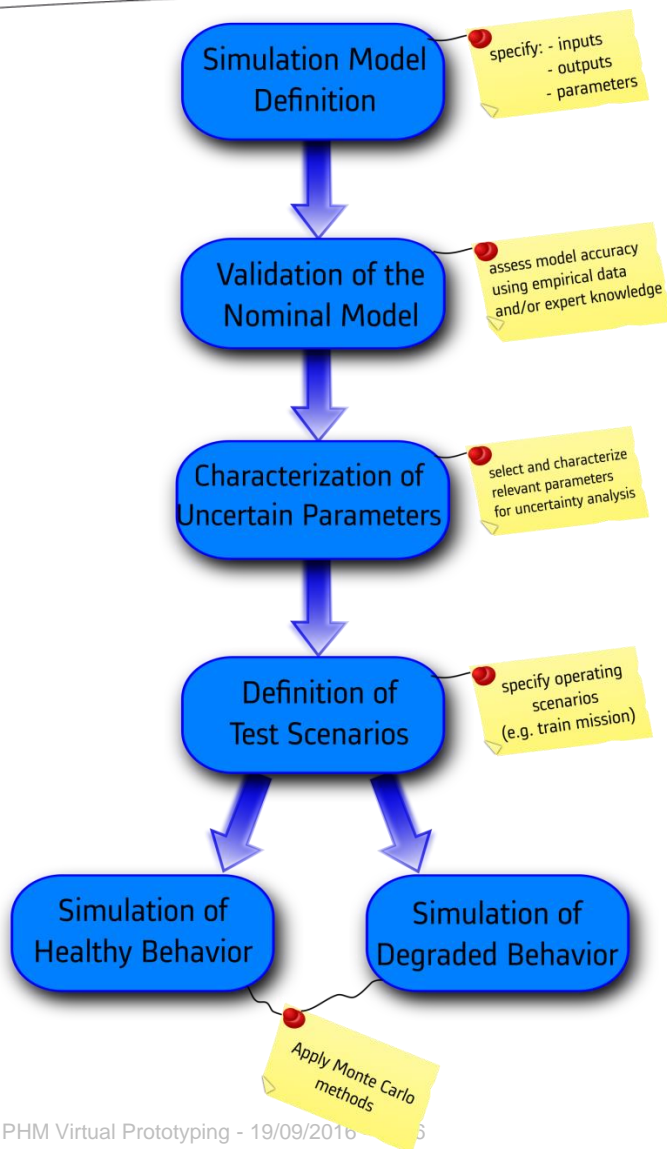 Simulation Model
Definition
specify: - inputs
- outputs
- parameters
Validation of the
Nominal Model
assess model accuracy
using empirical data
and/or expert knowledge
Characterization of
Uncertain Parameters
select and characterize
relevant parameters
for uncertainty analysis
Definition of
Test Scenarios
specify operating
scenarios
(e.g. train mission)
Simulation of
Healthy Behavior
Simulation of
Degraded Behavior
Apply Monte Carlo
methods
PHM Virtual Prototyping - 19/09/2016